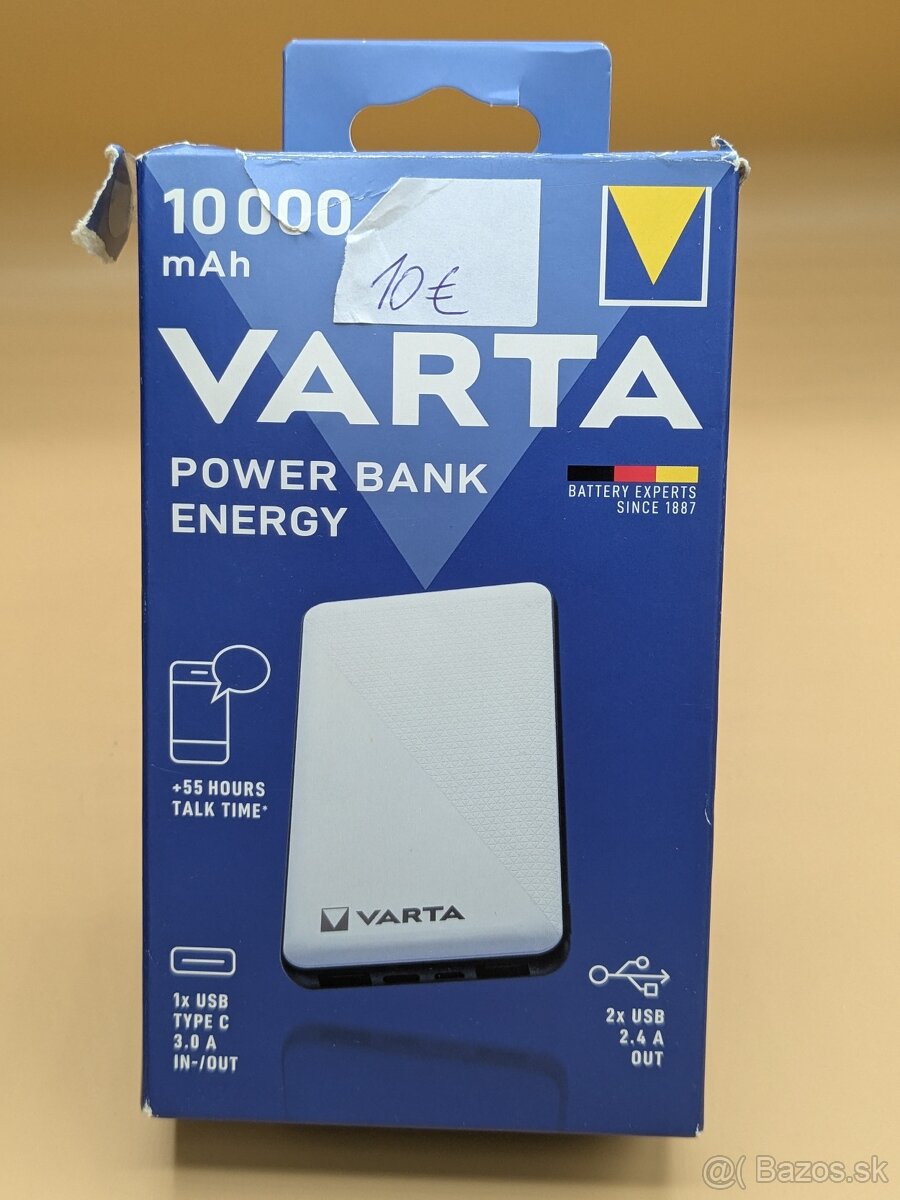 10 000
mAh
10€
VARTA
POWER BANK
ENERGY
BATTERY EXPERTS
SINCE 1887
+55 HOURS
TALK TIME*
VARTA
1x USB
TYPE C
3.0 A
IN-/OUT
2x USB
2.4 A
OUT
@( Bazos.sk